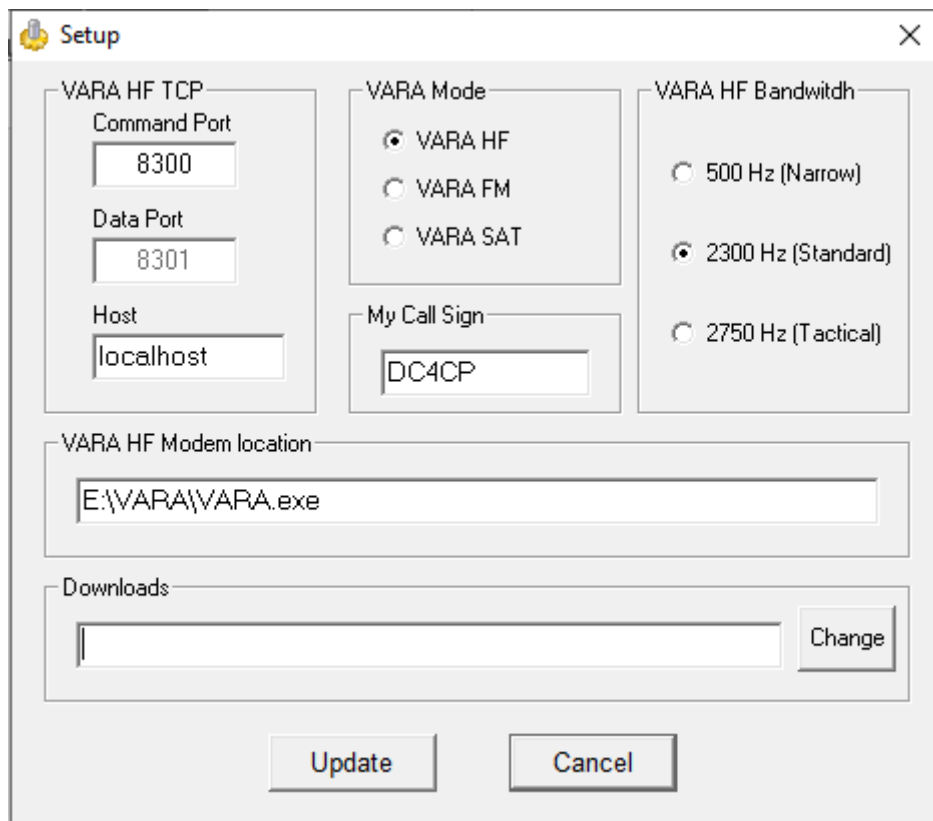 Setup
VARA HF TCP
Command Port
8300
Data Port
8301
Host
localhost
VARA Mode
VARA HF
VARA FM
VARA SAT
My Call Sign
DC4CP
VARA HF Bandwitdh
500 Hz (Narrow)
2300 Hz (Standard)
2750 Hz (Tactical)
VARA HF Modem location
E:\VARA\VARA.exe
Downloads
Change
Update
Cancel